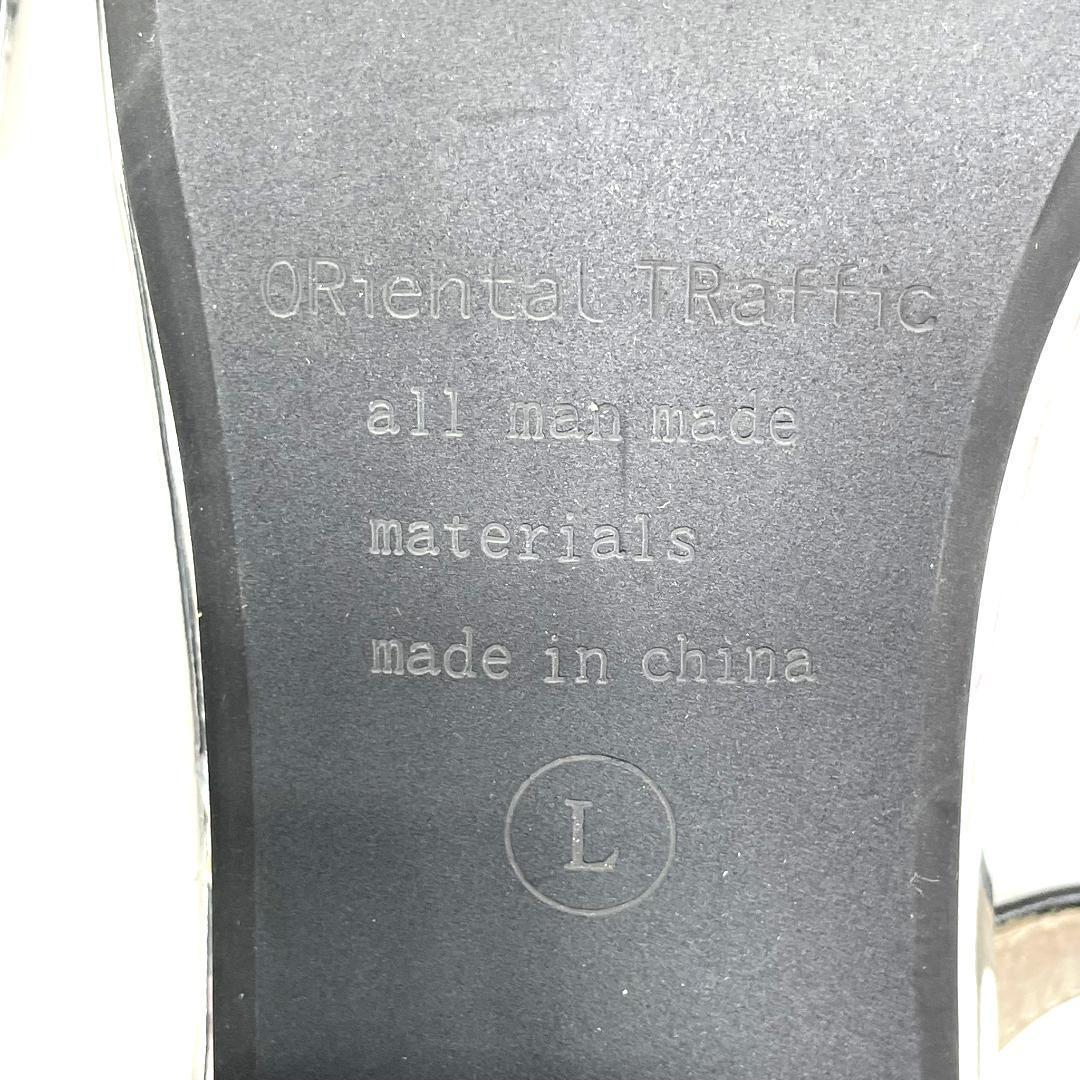 ORiental TRaffic
all man made
materials
made in china
L